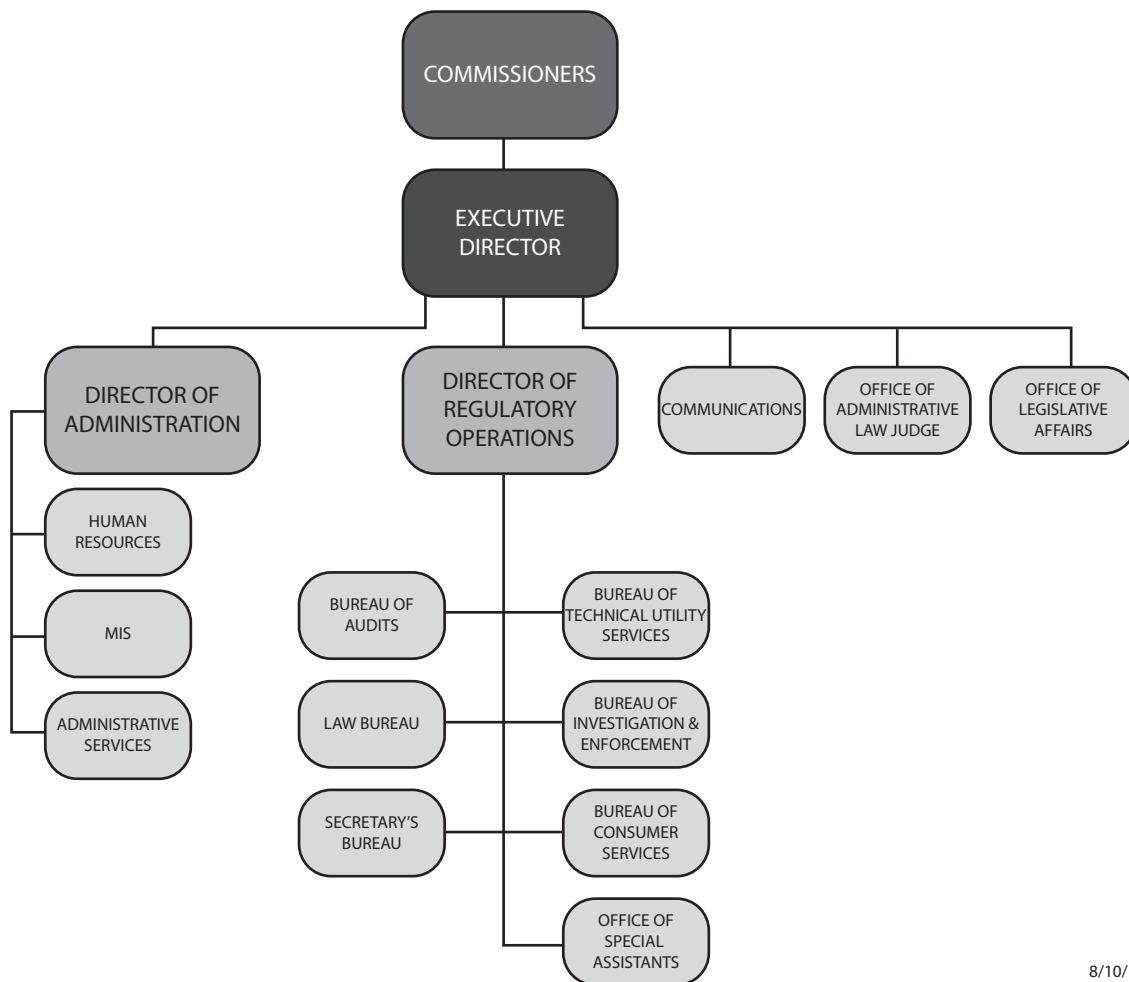 COMMISSIONERS
EXECUTIVE
DIRECTOR
DIRECTOR OF
ADMINISTRATION
DIRECTOR OF
REGULATORY
OPERATIONS
COMMUNICATIONS
OFFICE OF
ADMINISTRATIVE
LAW JUDGE
OFFICE OF
LEGISLATIVE
AFFAIRS
HUMAN
RESOURCES
MIS
ADMINISTRATIVE
SERVICES
BUREAU OF
AUDITS
BUREAU OF
TECHNICAL UTILITY
SERVICES
LAW BUREAU
BUREAU OF
INVESTIGATION &
ENFORCEMENT
SECRETARY'S
BUREAU
BUREAU OF
CONSUMER
SERVICES
OFFICE OF
SPECIAL
ASSISTANTS
8/10/